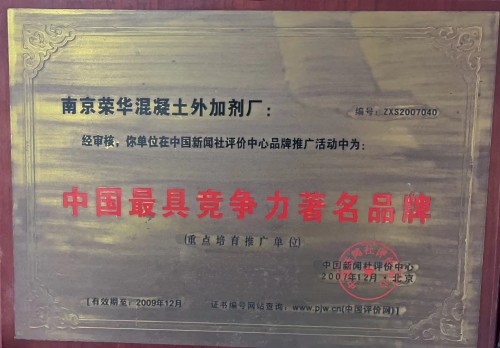 南京荣华混凝土外加剂厂：
编号：ZXS2007040
经审核，你单位在中国新闻社评价中心品牌推广活动中为：
中国最具竞争力著名品牌
(重点培育推广单位)
中国新闻社评价中心
2007年12月·北京
【有效期至：2009年12月】 证书编号网站查询：www.pjw.cn(中国评价网)